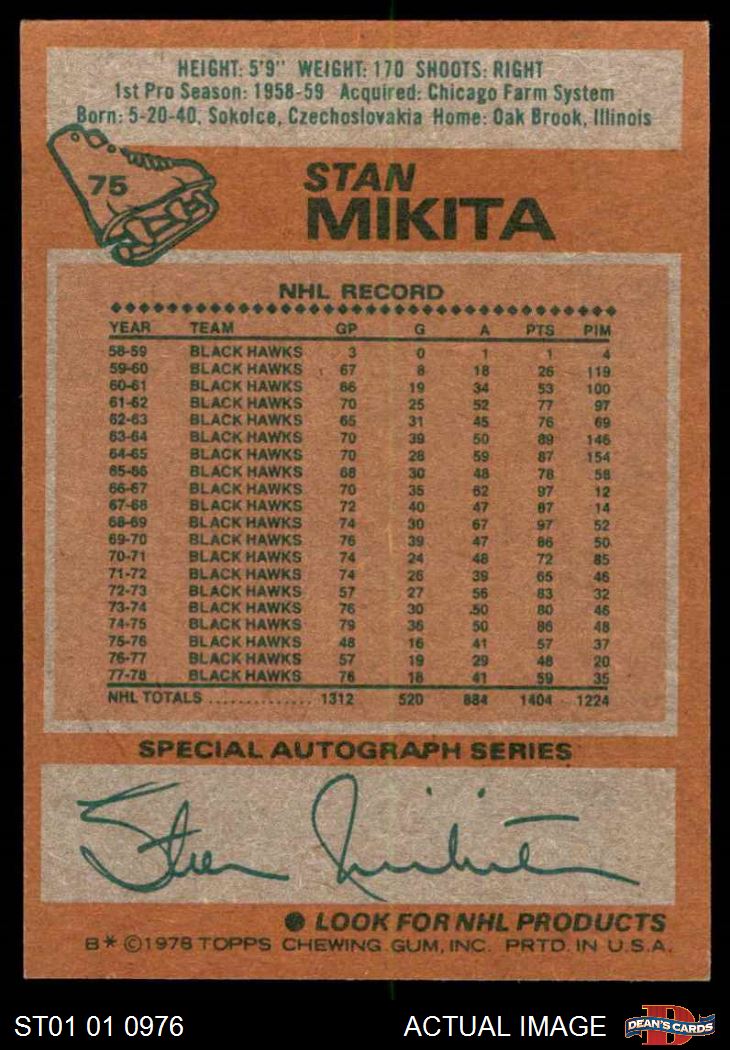 HEIGHT: 5'9" WEIGHT: 170 SHOOTS: RIGHT
1st Pro Season: 1958-59 Acquired: Chicago Farm System
Born: 5-20-40, Sokolce, Czechoslovakia Home: Oak Brook, Illinois
75
STAN
MIKITA
NHL RECORD
YEAR TEAM GP G A PTS PIM
58-59 BLACK HAWKS 3 0 1 1 4
59-60 BLACK HAWKS 67 8 18 26 119
60-61 BLACK HAWKS 66 19 34 53 100
61-62 BLACK HAWKS 70 25 52 77 97
62-63 BLACK HAWKS 65 31 45 76 69
63-64 BLACK HAWKS 70 39 50 89 146
64-65 BLACK HAWKS 70 28 59 87 154
65-66 BLACK HAWKS 68 30 48 78 58
66-67 BLACK HAWKS 70 35 62 97 12
67-68 BLACK HAWKS 72 40 47 87 14
68-69 BLACK HAWKS 74 30 67 97 52
69-70 BLACK HAWKS 76 39 47 86 50
70-71 BLACK HAWKS 74 24 48 72 85
71-72 BLACK HAWKS 74 26 39 65 46
72-73 BLACK HAWKS 57 27 56 83 32
73-74 BLACK HAWKS 76 30 50 80 46
74-75 BLACK HAWKS 79 36 50 86 48
75-76 BLACK HAWKS 48 16 41 57 37
76-77 BLACK HAWKS 57 19 29 48 20
77-78 BLACK HAWKS 76 18 41 59 35
NHL TOTALS .............. 1312 520 884 1404 1224
SPECIAL AUTOGRAPH SERIES
Stan Mikita
● LOOK FOR NHL PRODUCTS
B* ©1978 TOPPS CHEWING GUM, INC. PRTD. IN U.S.A.
ST01 01 0976 ACTUAL IMAGE D DEAN'S CARDS